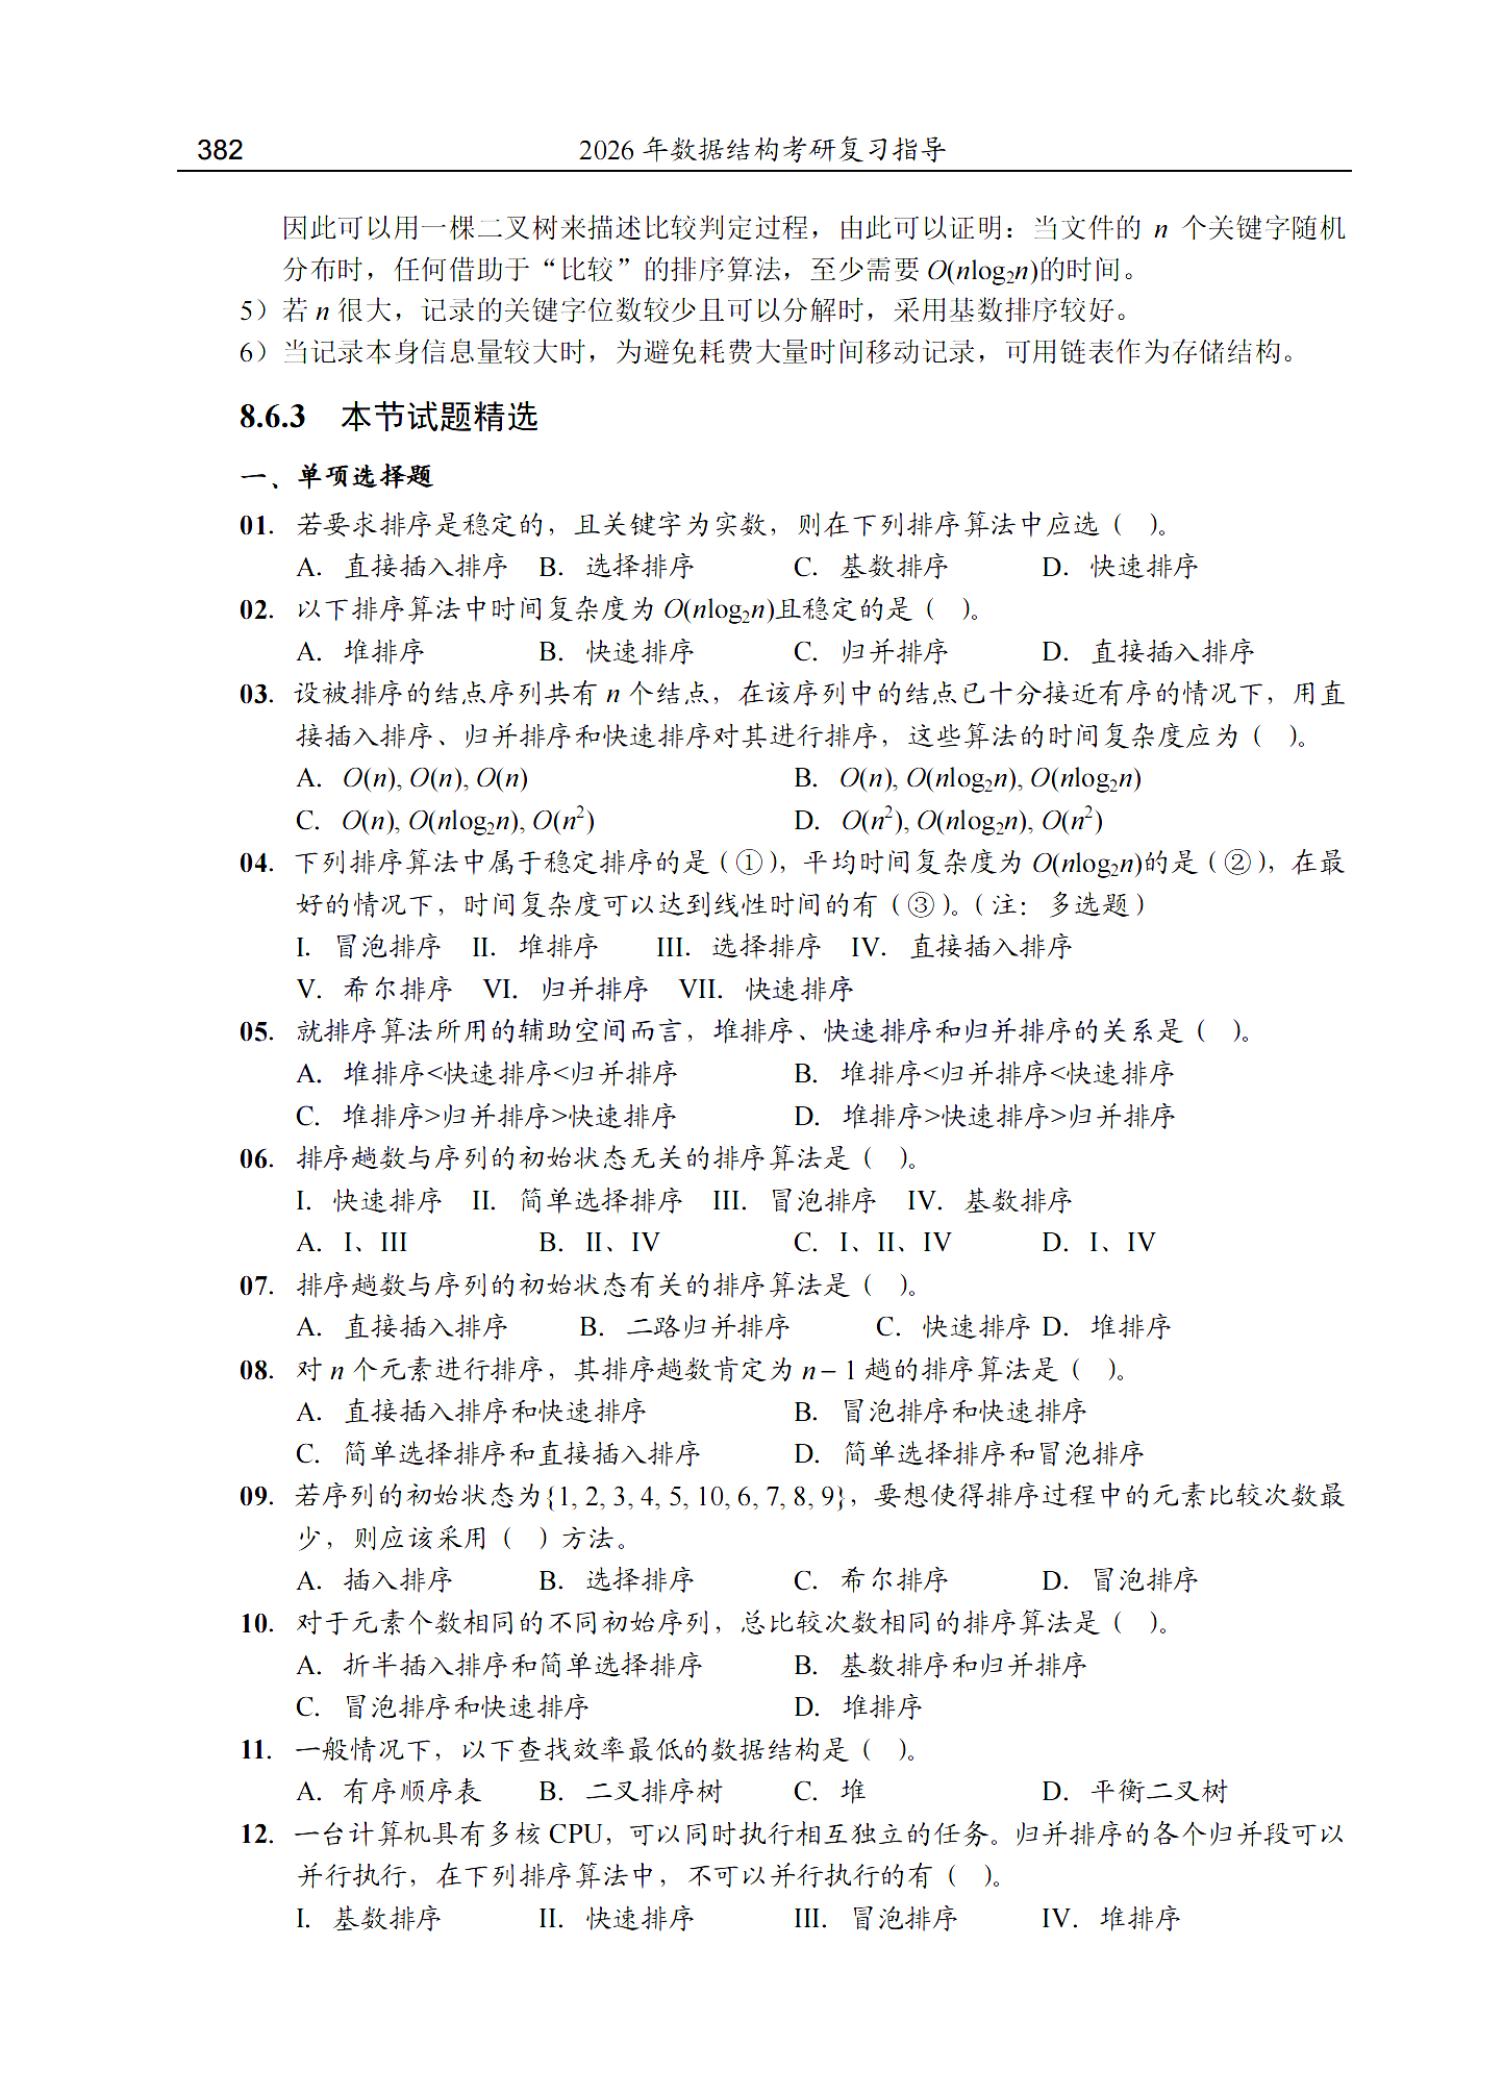 382
2026 年数据结构考研复习指导
因此可以用一棵二叉树来描述比较判定过程，由此可以证明：当文件的 n 个关键字随机
分布时，任何借助于“比较”的排序算法，至少需要 O(nlog₂n)的时间。
5）若 n 很大，记录的关键字位数较少且可以分解时，采用基数排序较好。
6）当记录本身信息量较大时，为避免耗费大量时间移动记录，可用链表作为存储结构。
8.6.3 本节试题精选
一、单项选择题
01. 若要求排序是稳定的，且关键字为实数，则在下列排序算法中应选（ ）。
A. 直接插入排序 B. 选择排序 C. 基数排序 D. 快速排序
02. 以下排序算法中时间复杂度为 O(nlog₂n)且稳定的是（ ）。
A. 堆排序 B. 快速排序 C. 归并排序 D. 直接插入排序
03. 设被排序的结点序列共有 n 个结点，在该序列中的结点已十分接近有序的情况下，用直
接插入排序、归并排序和快速排序对其进行排序，这些算法的时间复杂度应为（ ）。
A. O(n), O(n), O(n) B. O(n), O(nlog₂n), O(nlog₂n)
C. O(n), O(nlog₂n), O(n²) D. O(n²), O(nlog₂n), O(n²)
04. 下列排序算法中属于稳定排序的是（①），平均时间复杂度为 O(nlog₂n)的是（②），在最
好的情况下，时间复杂度可以达到线性时间的有（③）。（注：多选题）
I. 冒泡排序 II. 堆排序 III. 选择排序 IV. 直接插入排序
V. 希尔排序 VI. 归并排序 VII. 快速排序
05. 就排序算法所用的辅助空间而言，堆排序、快速排序和归并排序的关系是（ ）。
A. 堆排序<快速排序<归并排序 B. 堆排序<归并排序<快速排序
C. 堆排序>归并排序>快速排序 D. 堆排序>快速排序>归并排序
06. 排序趟数与序列的初始状态无关的排序算法是（ ）。
I. 快速排序 II. 简单选择排序 III. 冒泡排序 IV. 基数排序
A. I、III B. II、IV C. I、II、IV D. I、IV
07. 排序趟数与序列的初始状态有关的排序算法是（ ）。
A. 直接插入排序 B. 二路归并排序 C. 快速排序 D. 堆排序
08. 对 n 个元素进行排序，其排序趟数肯定为 n – 1 趟的排序算法是（ ）。
A. 直接插入排序和快速排序 B. 冒泡排序和快速排序
C. 简单选择排序和直接插入排序 D. 简单选择排序和冒泡排序
09. 若序列的初始状态为{1, 2, 3, 4, 5, 10, 6, 7, 8, 9}，要想使得排序过程中的元素比较次数最
少，则应该采用（ ）方法。
A. 插入排序 B. 选择排序 C. 希尔排序 D. 冒泡排序
10. 对于元素个数相同的不同初始序列，总比较次数相同的排序算法是（ ）。
A. 折半插入排序和简单选择排序 B. 基数排序和归并排序
C. 冒泡排序和快速排序 D. 堆排序
11. 一般情况下，以下查找效率最低的数据结构是（ ）。
A. 有序顺序表 B. 二叉排序树 C. 堆 D. 平衡二叉树
12. 一台计算机具有多核 CPU，可以同时执行相互独立的任务。归并排序的各个归并段可以
并行执行，在下列排序算法中，不可以并行执行的有（ ）。
I. 基数排序 II. 快速排序 III. 冒泡排序 IV. 堆排序